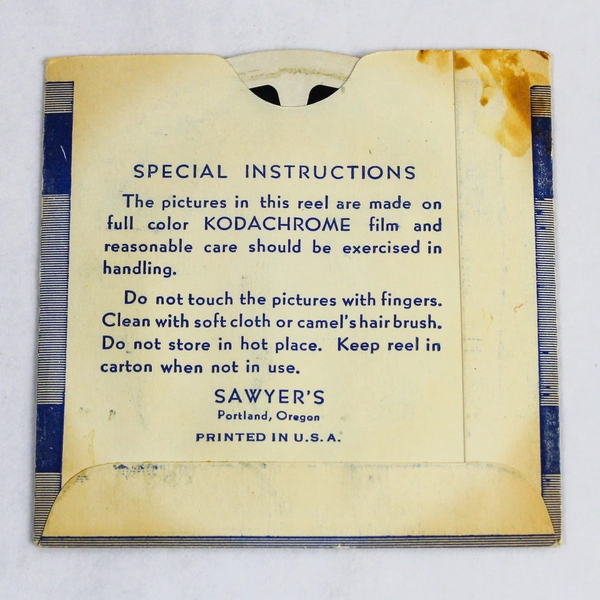 SPECIAL INSTRUCTIONS
The pictures in this reel are made on
full color KODACHROME film and
reasonable care should be exercised in
handling.
Do not touch the pictures with fingers.
Clean with soft cloth or camel's hair brush.
Do not store in hot place. Keep reel in
carton when not in use.
SAWYER'S
Portland, Oregon
PRINTED IN U.S.A.